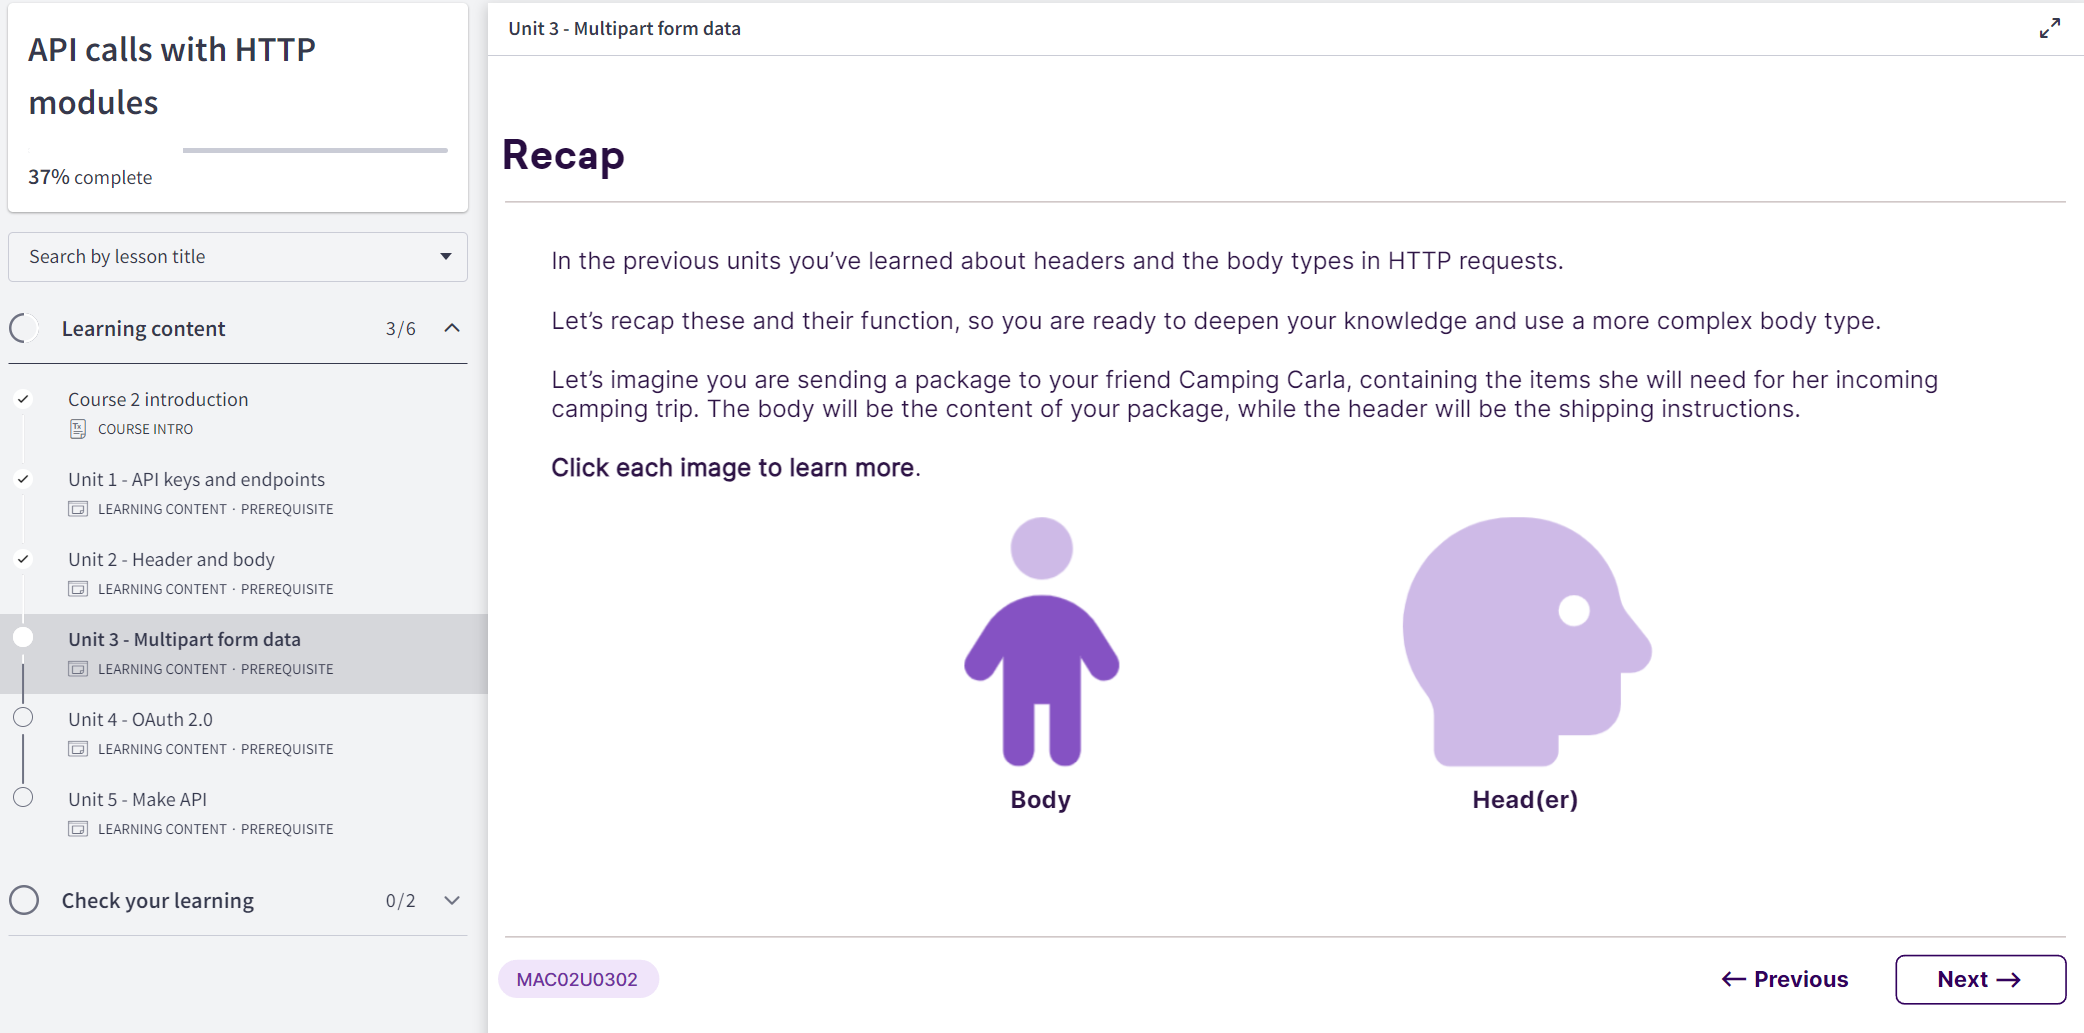 API calls with HTTP
modules
37% complete
Search by lesson title
Learning content 3/6
Course 2 introduction
COURSE INTRO
Unit 1 - API keys and endpoints
LEARNING CONTENT · PREREQUISITE
Unit 2 - Header and body
LEARNING CONTENT · PREREQUISITE
Unit 3 - Multipart form data
LEARNING CONTENT · PREREQUISITE
Unit 4 - OAuth 2.0
LEARNING CONTENT · PREREQUISITE
Unit 5 - Make API
LEARNING CONTENT · PREREQUISITE
Check your learning 0/2
Unit 3 - Multipart form data
Recap
In the previous units you’ve learned about headers and the body types in HTTP requests.
Let’s recap these and their function, so you are ready to deepen your knowledge and use a more complex body type.
Let’s imagine you are sending a package to your friend Camping Carla, containing the items she will need for her incoming
camping trip. The body will be the content of your package, while the header will be the shipping instructions.
Click each image to learn more.
Body
Head(er)
MAC02U0302
← Previous
Next →